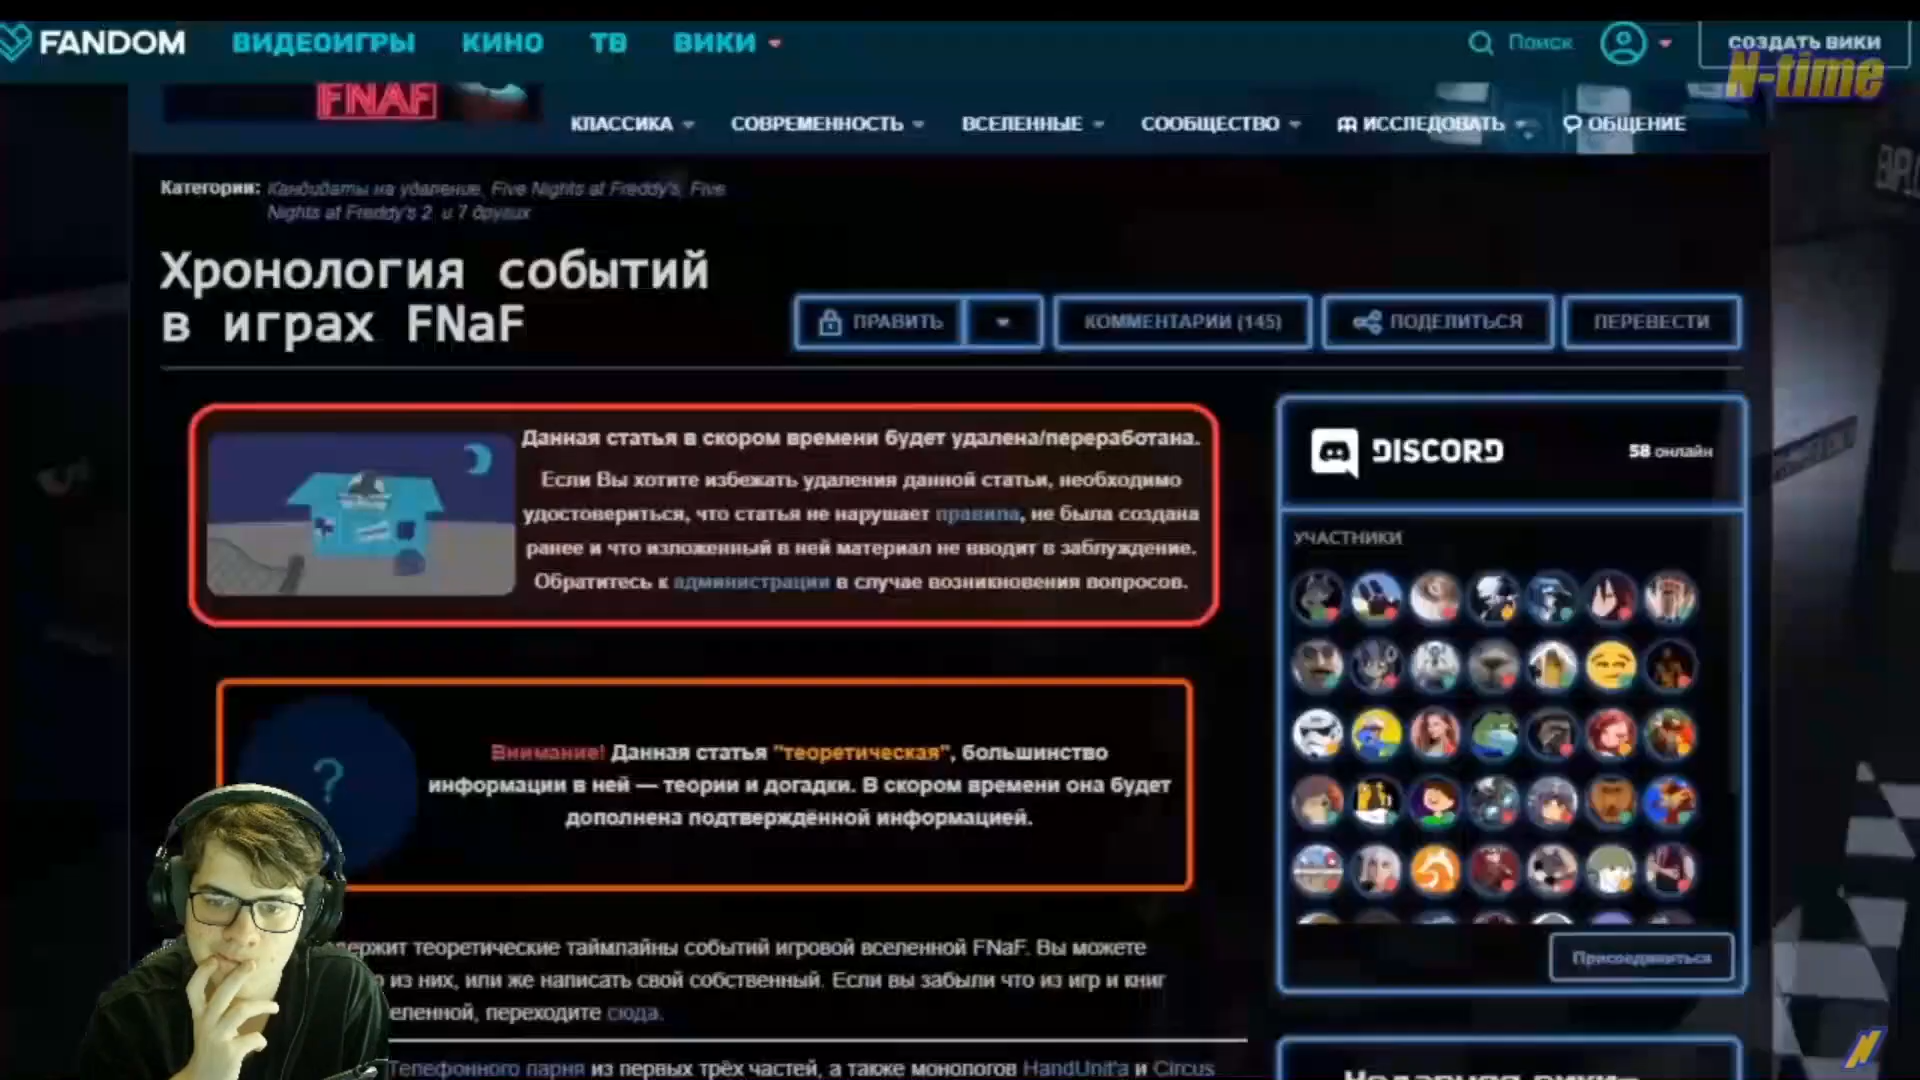 FANDOM ВИДЕОИГРЫ КИНО ТВ ВИКИ Поиск СОЗДАТЬ ВИКИ
N-time
FNAF
КЛАССИКА СОВРЕМЕННОСТЬ ВСЕЛЕННЫЕ СООБЩЕСТВО ИССЛЕДОВАТЬ ОБЩЕНИЕ
Категории: Кандидаты на удаление, Five Nights at Freddy's, Five
Nights at Freddy's 2 и 7 других
Хронология событий
в играх FNaF
ПРАВИТЬ КОММЕНТАРИИ (145) ПОДЕЛИТЬСЯ ПЕРЕВЕСТИ
Данная статья в скором времени будет удалена/переработана.
Если Вы хотите избежать удаления данной статьи, необходимо
удостовериться, что статья не нарушает правила, не была создана
ранее и что изложенный в ней материал не вводит в заблуждение.
Обратитесь к администрации в случае возникновения вопросов.
DISCORD 58 онлайн
УЧАСТНИКИ
Внимание! Данная статья "теоретическая", большинство
информации в ней — теории и догадки. В скором времени она будет
дополнена подтверждённой информацией.
теоретические таймлайны событий игровой вселенной FNaF. Вы можете
из них, или же написать свой собственный. Если вы забыли что из игр и книг
переходите сюда.
Присоединиться
Телефонного парня из первых трёх частей, а также монологов HandUnit'а и Circus